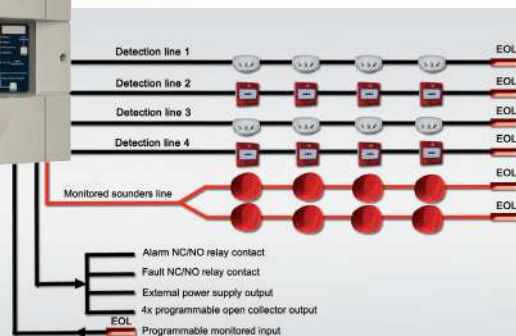 Detection line 1
EOL
Detection line 2
EOL
Detection line 3
EOL
Detection line 4
EOL
Monitored sounders line
EOL
EOL
Alarm NC/NO relay contact
Fault NC/NO relay contact
External power supply output
4x programmable open collector output
EOL
Programmable monitored input